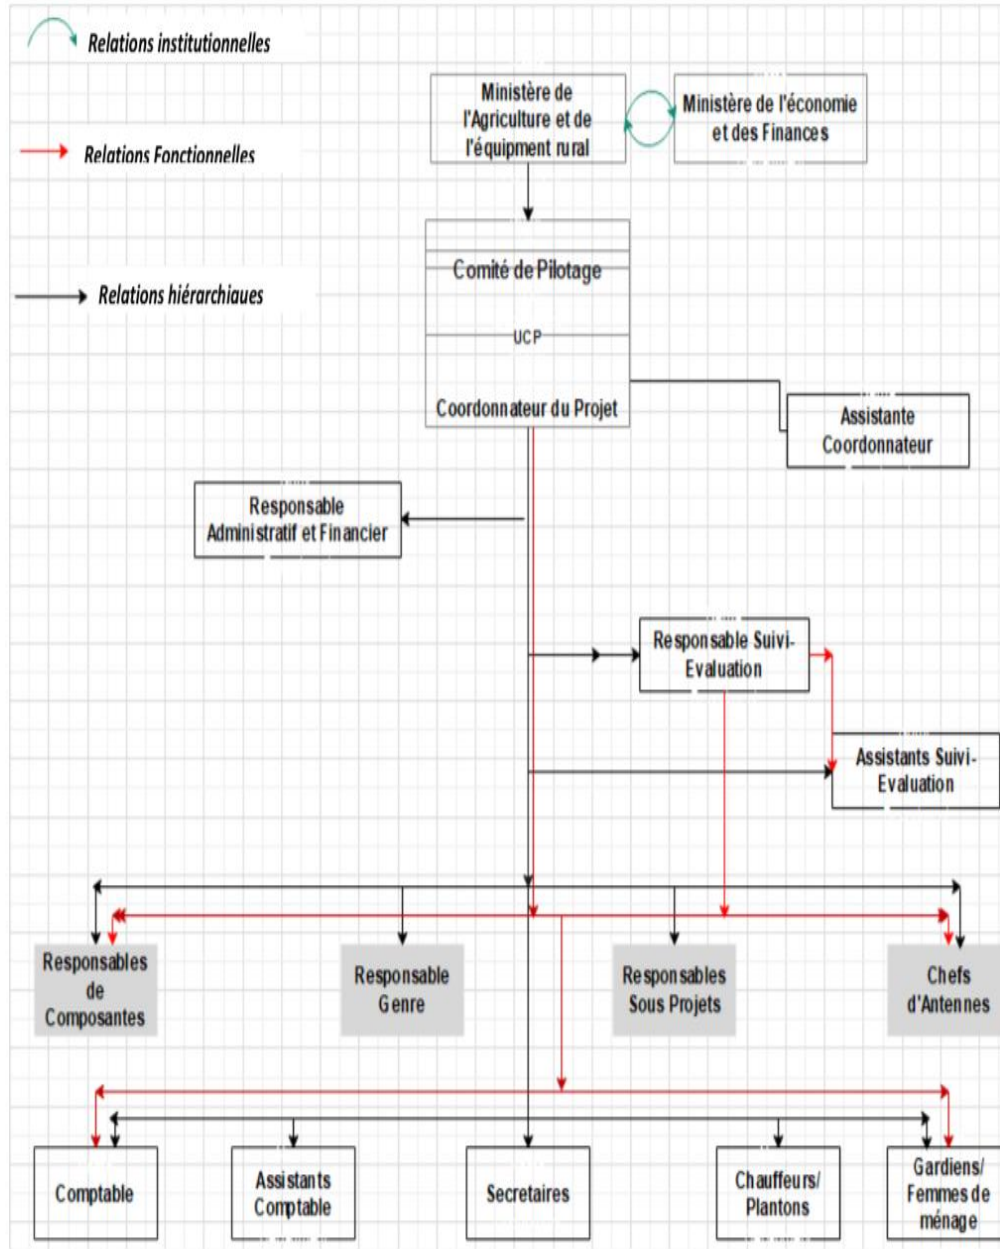 Relations institutionnelles
Ministère de
l'Agriculture et de
l'équipment rural
Ministère de l'économie
et des Finances
Relations Fonctionnelles
Comité de Pilotage
Relations hiérarchiaues
UCP
Coordonnateur du Projet
Assistante
Coordonnateur
Responsable
Administratif et Financier
Responsable Suivi-
Evaluation
Assistants Suivi-
Evaluation
Responsables
de
Composantes
Responsable
Genre
Responsables
Sous Projets
Chefs
d'Antennes
Comptable
Assistants
Comptable
Secretaires
Chauffeurs/
Plantons
Gardiens/
Femmes de
ménage